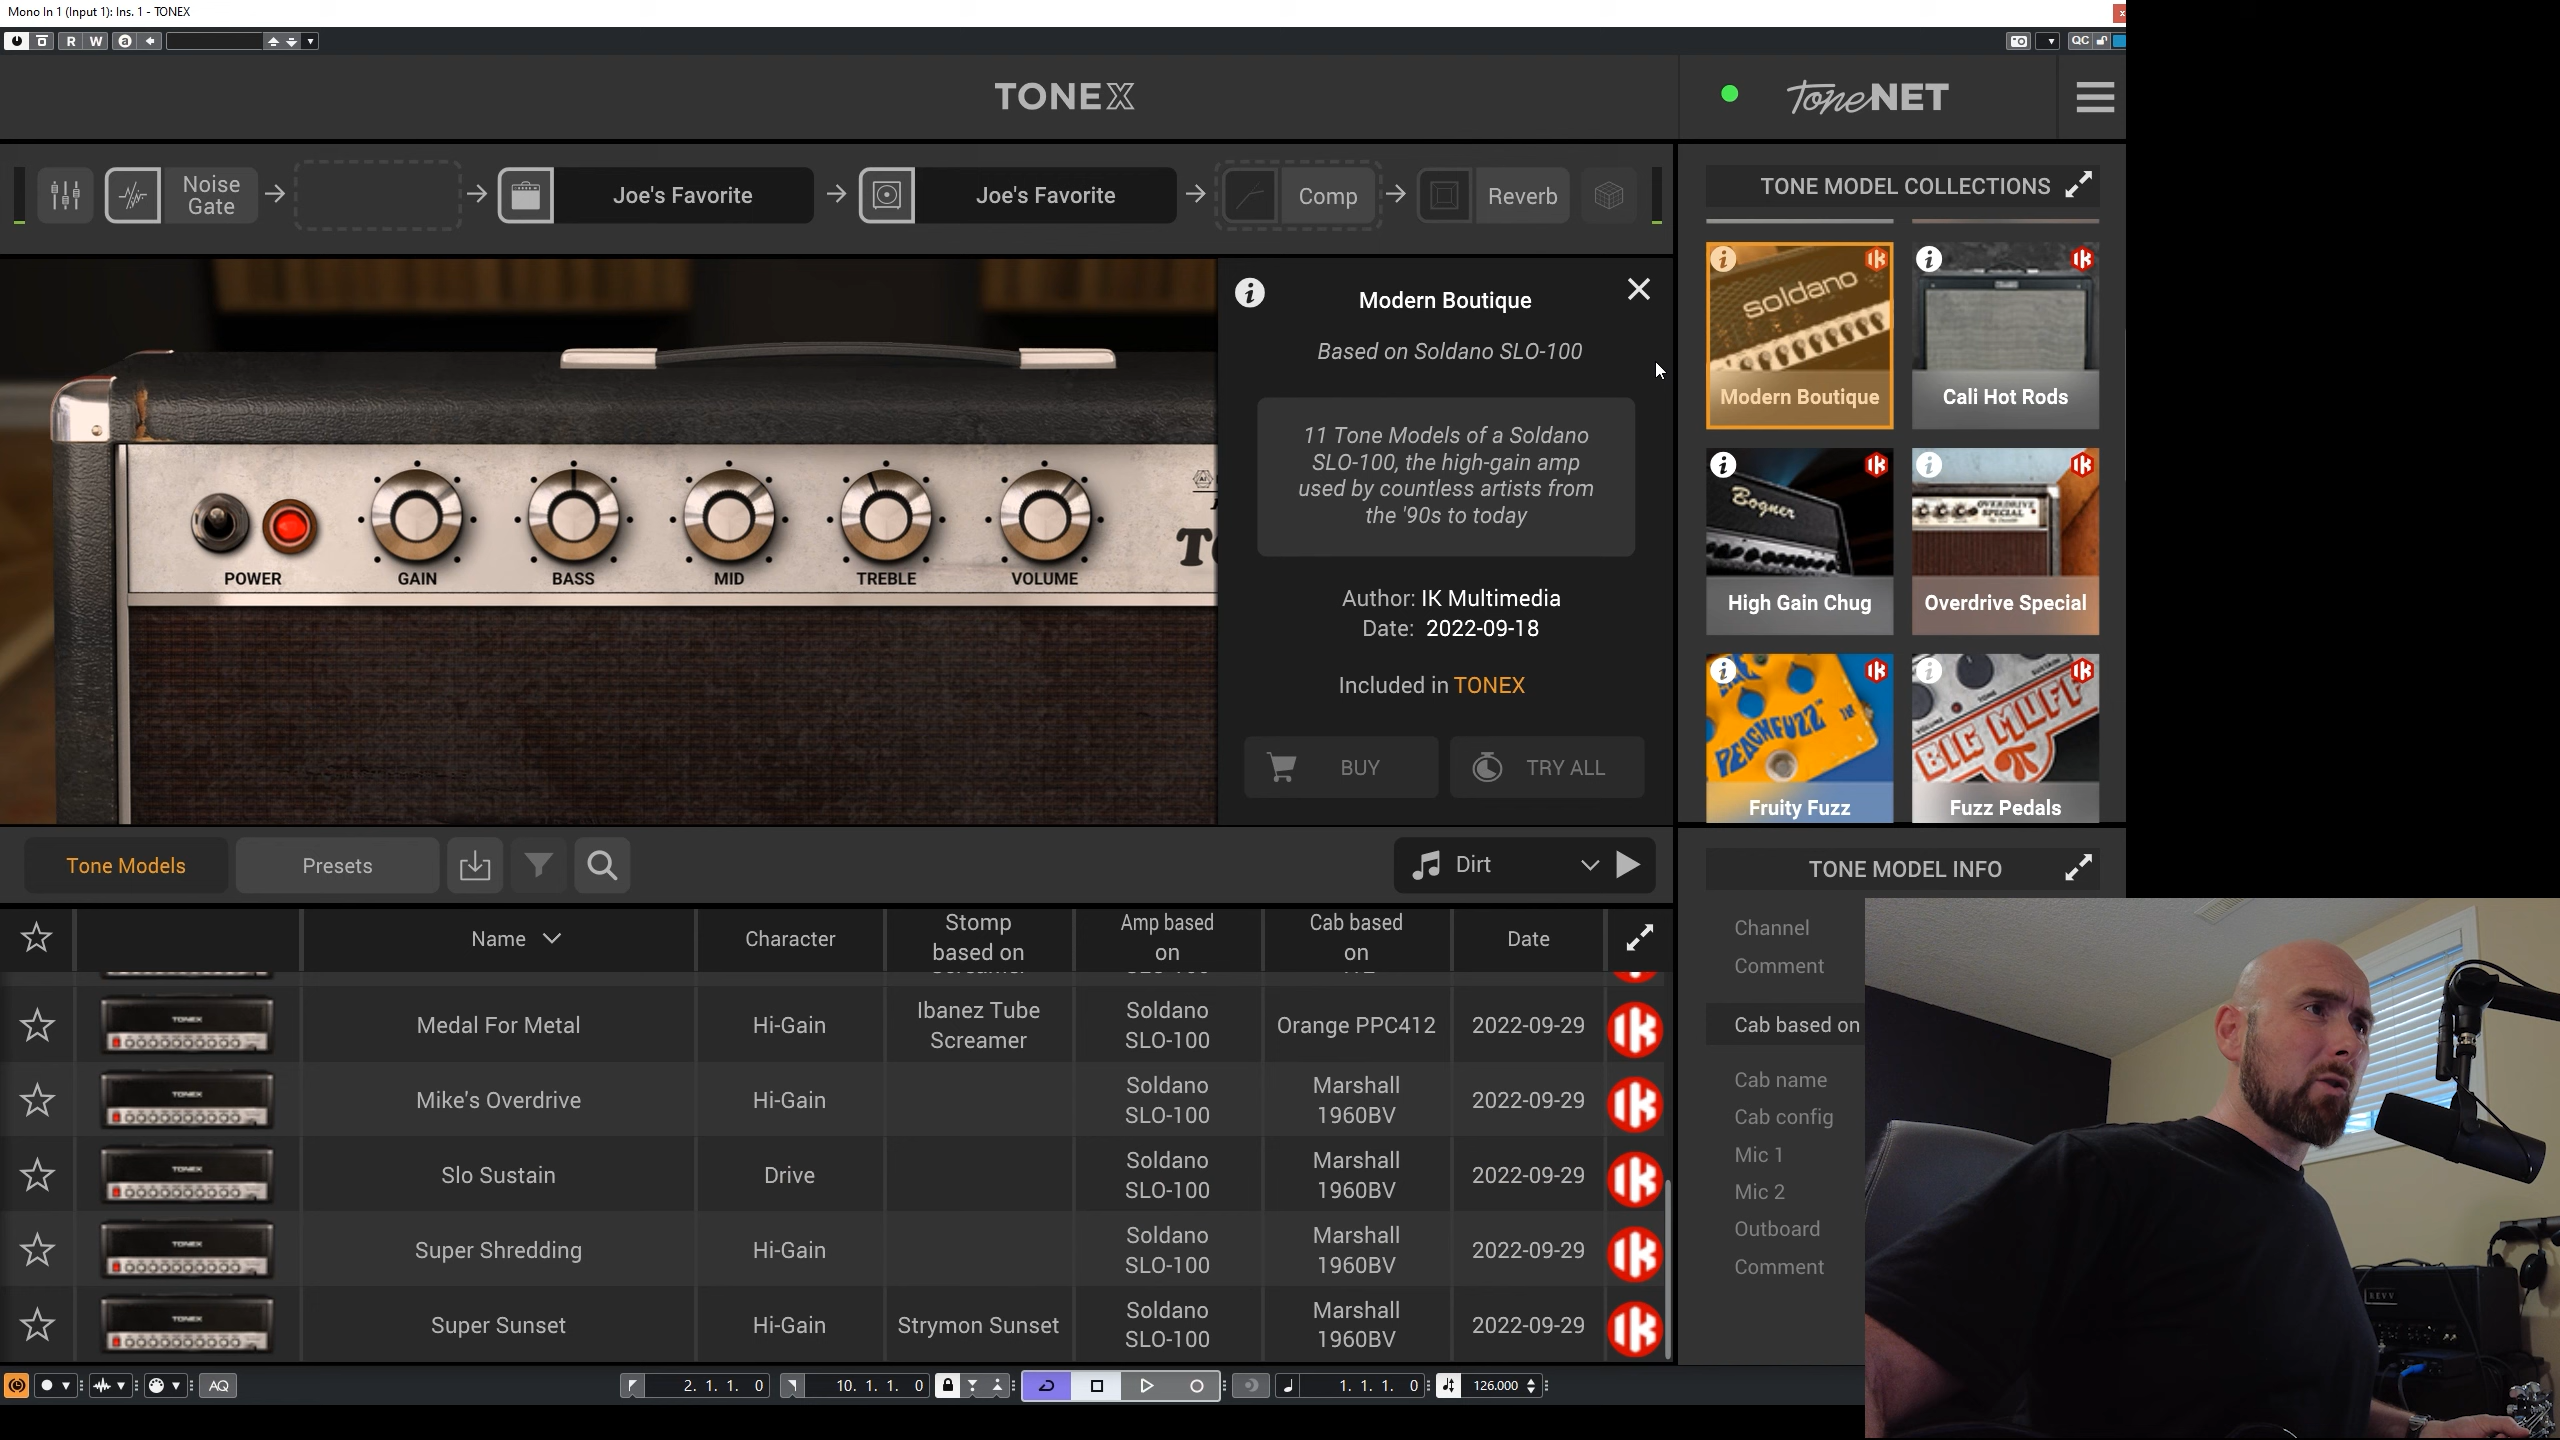 Mono In 1 (Input 1): Ins. 1 - TONEX
R W a
QC
TONEX
toneNET
Noise
Gate
Joe's Favorite
Joe's Favorite
Comp
Reverb
TONE MODEL COLLECTIONS
soldano
Modern Boutique
Cali Hot Rods
Bogner
High Gain Chug
OVERDRIVE
SPECIAL
Overdrive Special
PEACHFUZZ
Fruity Fuzz
BIG MUFF
π
Fuzz Pedals
POWER
GAIN
BASS
MID
TREBLE
VOLUME
Modern Boutique
Based on Soldano SLO-100
11 Tone Models of a Soldano
SLO-100, the high-gain amp
used by countless artists from
the '90s to today
Author: IK Multimedia
Date: 2022-09-18
Included in TONEX
BUY
TRY ALL
Tone Models
Presets
Dirt
TONE MODEL INFO
Channel
Comment
Cab based on
Cab name
Cab config
Mic 1
Mic 2
Outboard
Comment
Name
Character
Stomp
based on
Amp based
on
Cab based
on
Date
Medal For Metal
Hi-Gain
Ibanez Tube
Screamer
Soldano
SLO-100
Orange PPC412
2022-09-29
Mike's Overdrive
Hi-Gain
Soldano
SLO-100
Marshall
1960BV
2022-09-29
Slo Sustain
Drive
Soldano
SLO-100
Marshall
1960BV
2022-09-29
Super Shredding
Hi-Gain
Soldano
SLO-100
Marshall
1960BV
2022-09-29
Super Sunset
Hi-Gain
Strymon Sunset
Soldano
SLO-100
Marshall
1960BV
2022-09-29
AQ
2. 1. 1. 0
10. 1. 1. 0
1. 1. 1. 0
126.000
REVV